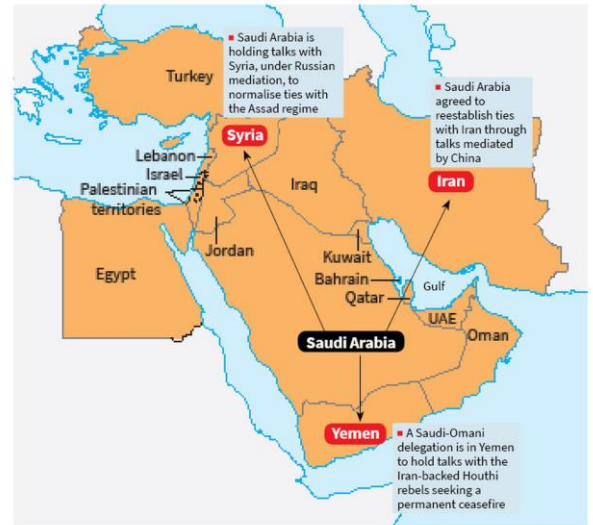 ▪ Saudi Arabia is
holding talks with
Syria, under Russian
mediation, to
normalise ties with
the Assad regime
Turkey
▪ Saudi Arabia
agreed to
reestablish ties
with Iran through
talks mediated
by China
Syria
Lebanon
Israel
Palestinian
territories
Iraq
Iran
Jordan
Kuwait
Egypt
Bahrain
Gulf
Qatar
UAE
Saudi Arabia
Oman
Yemen
▪ A Saudi-Omani
delegation is in Yemen
to hold talks with the
Iran-backed Houthi
rebels seeking a
permanent ceasefire